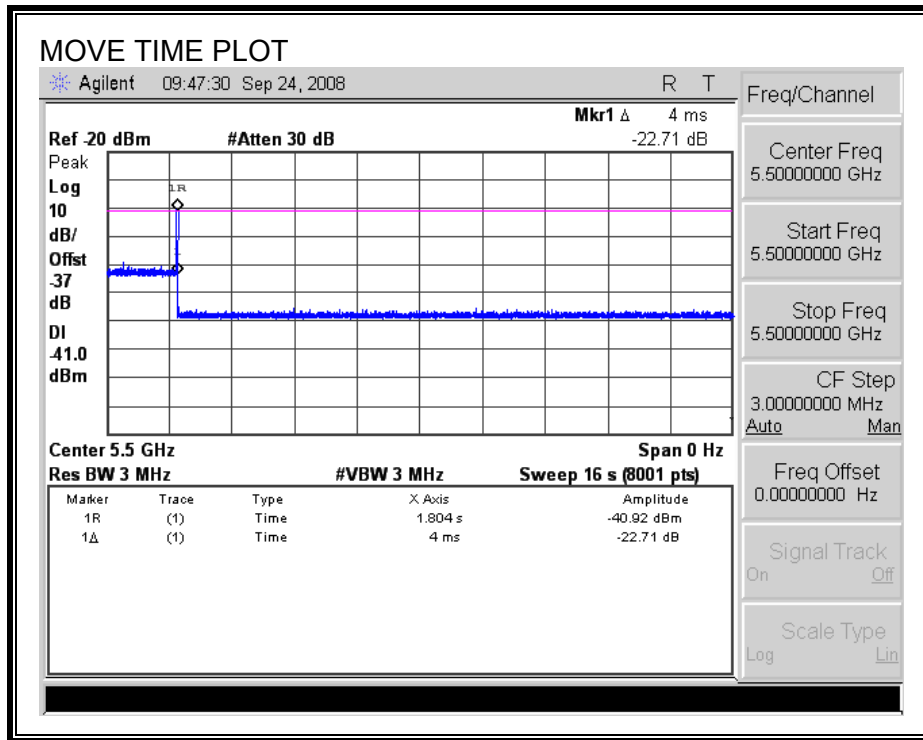 MOVE TIME PLOT
Agilent 09:47:30 Sep 24, 2008 R T
Mkr1 Δ 4 ms
Ref -20 dBm #Atten 30 dB -22.71 dB
Peak
Log
10
dB/
Offst
-37
dB
DI
-41.0
dBm
1R
Center 5.5 GHz Span 0 Hz
Res BW 3 MHz #VBW 3 MHz Sweep 16 s (8001 pts)
Marker Trace Type X Axis Amplitude
1R (1) Time 1.804 s -40.92 dBm
1Δ (1) Time 4 ms -22.71 dB
Freq/Channel
Center Freq
5.50000000 GHz
Start Freq
5.50000000 GHz
Stop Freq
5.50000000 GHz
CF Step
3.00000000 MHz
Auto Man
Freq Offset
0.00000000 Hz
Signal Track
On Off
Scale Type
Log Lin